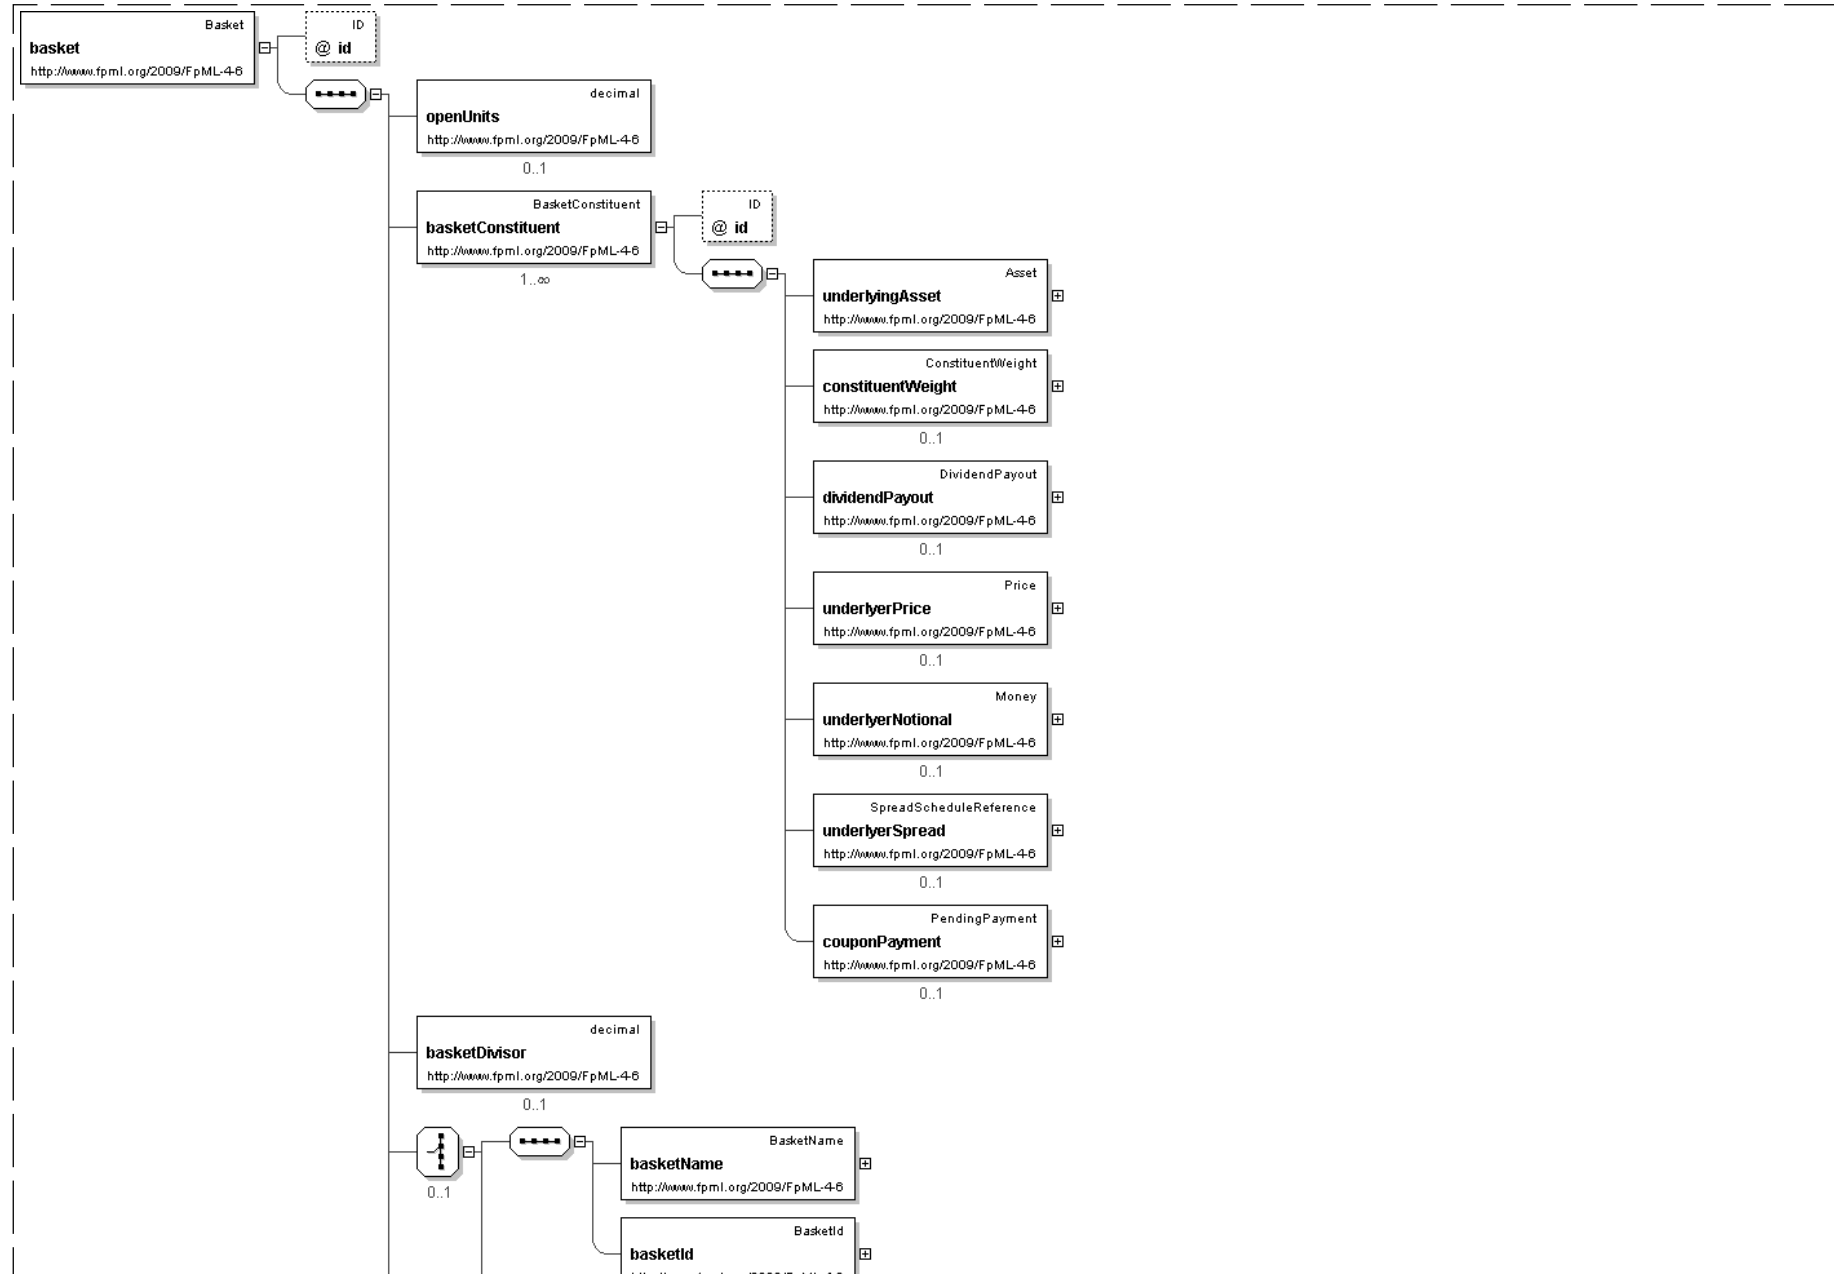 Basket
basket
http://www.fpml.org/2009/FpML-4-6
ID
@ id
decimal
openUnits
http://www.fpml.org/2009/FpML-4-6
0..1
BasketConstituent
basketConstituent
http://www.fpml.org/2009/FpML-4-6
1..∞
ID
@ id
Asset
underlyingAsset
http://www.fpml.org/2009/FpML-4-6
ConstituentWeight
constituentWeight
http://www.fpml.org/2009/FpML-4-6
0..1
DividendPayout
dividendPayout
http://www.fpml.org/2009/FpML-4-6
0..1
Price
underlyerPrice
http://www.fpml.org/2009/FpML-4-6
0..1
Money
underlyerNotional
http://www.fpml.org/2009/FpML-4-6
0..1
SpreadScheduleReference
underlyerSpread
http://www.fpml.org/2009/FpML-4-6
0..1
PendingPayment
couponPayment
http://www.fpml.org/2009/FpML-4-6
0..1
decimal
basketDivisor
http://www.fpml.org/2009/FpML-4-6
0..1
0..1
BasketName
basketName
http://www.fpml.org/2009/FpML-4-6
BasketId
basketId